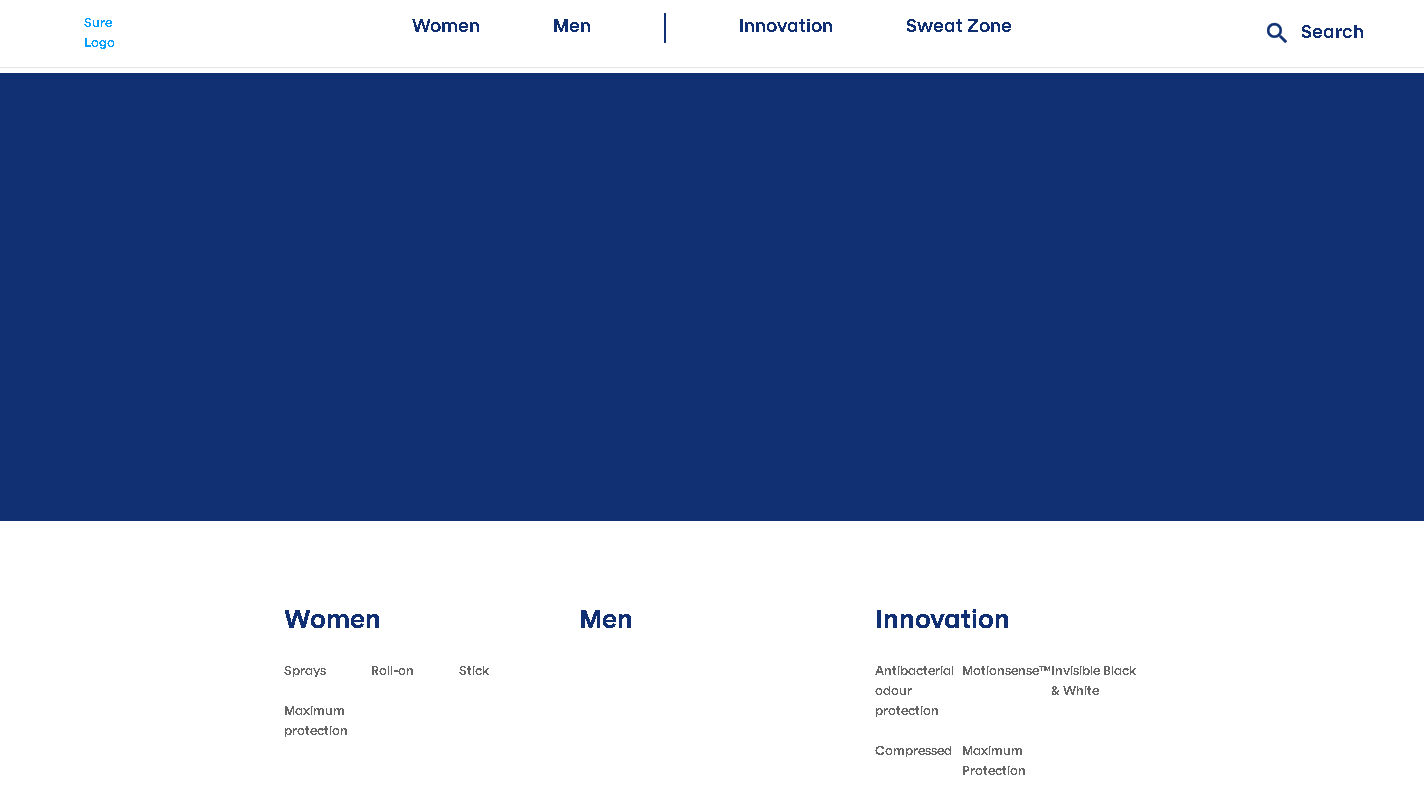 Sure
Logo
Women
Men
Innovation
Sweat Zone
Search
Women
Sprays
Roll-on
Stick
Maximum
protection
Men
Innovation
Antibacterial
odour
protection
Motionsense™
Invisible Black
& White
Compressed
Maximum
Protection